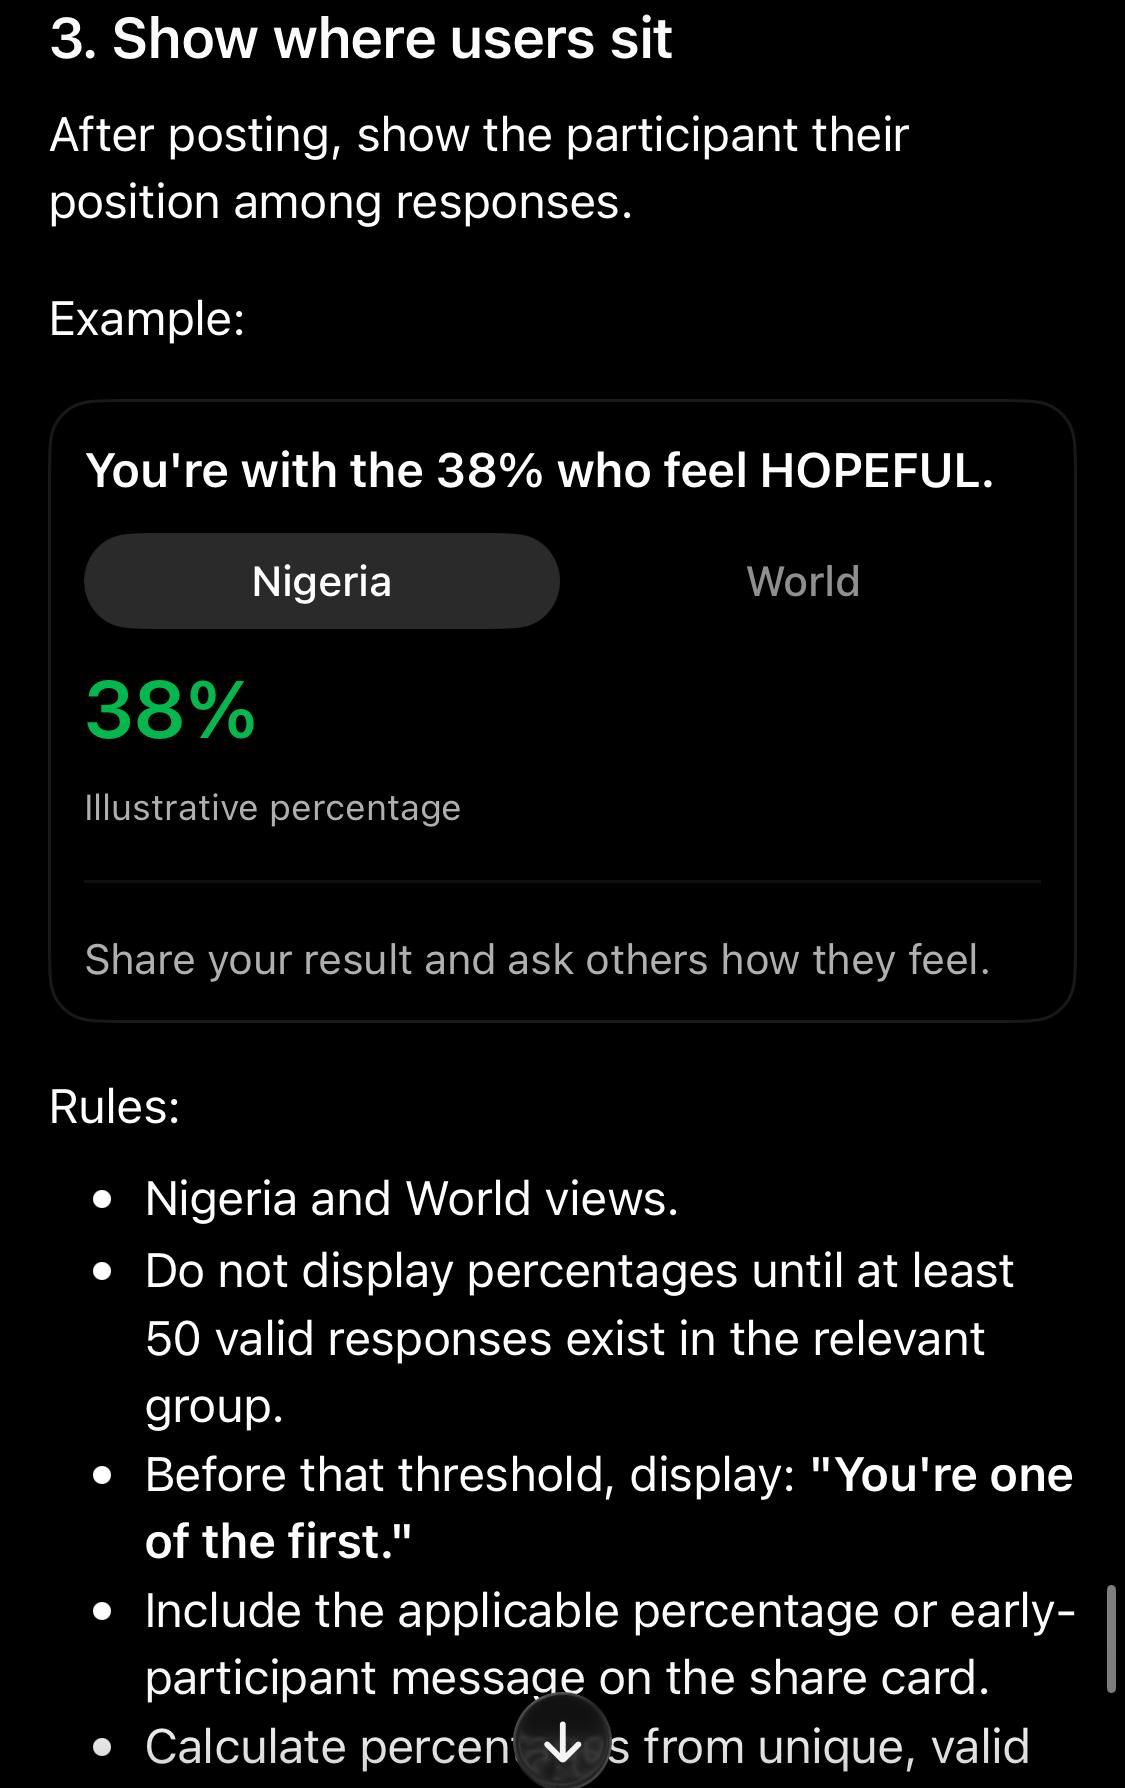 3. Show where users sit
After posting, show the participant their
position among responses.
Example:
You're with the 38% who feel HOPEFUL.
Nigeria
World
38%
Illustrative percentage
Share your result and ask others how they feel.
Rules:
• Nigeria and World views.
• Do not display percentages until at least
50 valid responses exist in the relevant
group.
• Before that threshold, display: "You're one
of the first."
• Include the applicable percentage or early-
participant message on the share card.
• Calculate from unique, valid